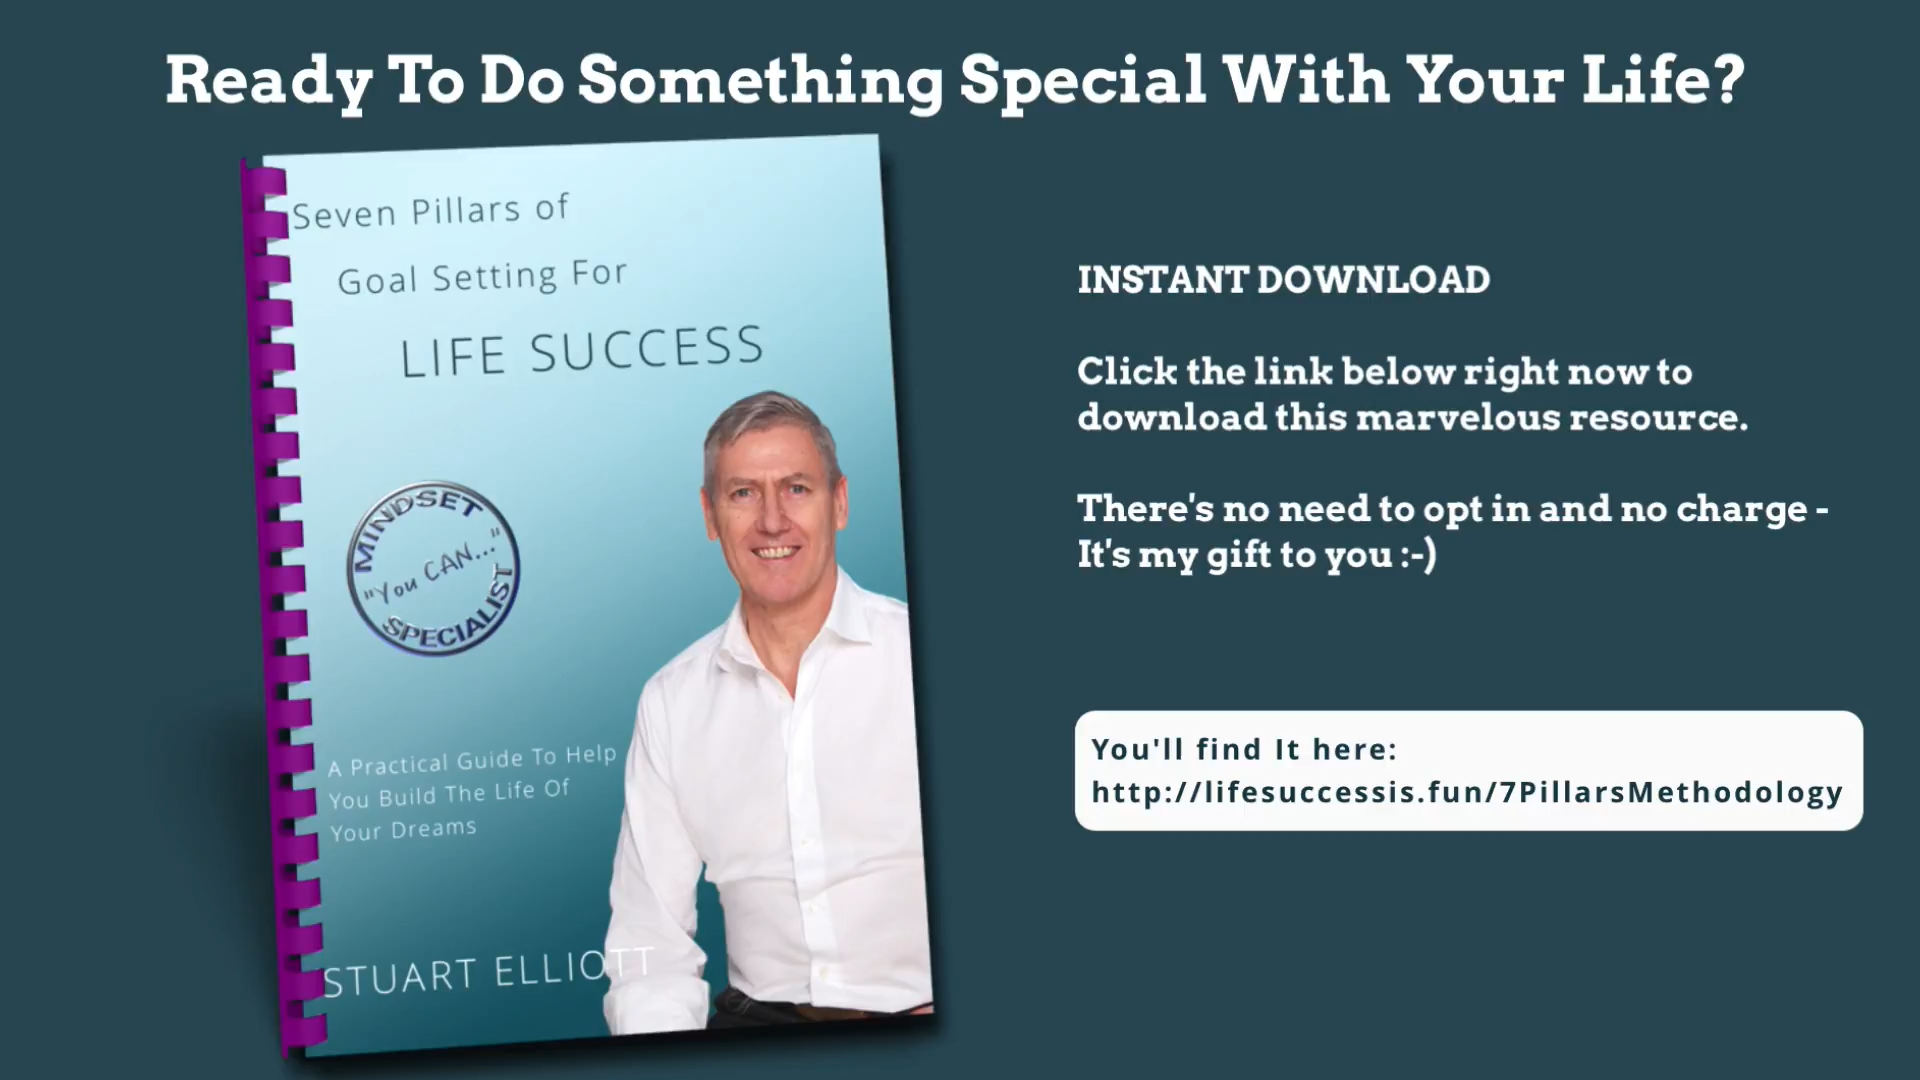 Ready To Do Something Special With Your Life?
Seven Pillars of
Goal Setting For
LIFE SUCCESS
MINDSET
"You CAN..."
SPECIALIST
A Practical Guide To Help
You Build The Life Of
Your Dreams
STUART ELLIOTT
INSTANT DOWNLOAD
Click the link below right now to
download this marvelous resource.
There's no need to opt in and no charge -
It's my gift to you :-)
You'll find It here:
http://lifesuccessis.fun/7PillarsMethodology